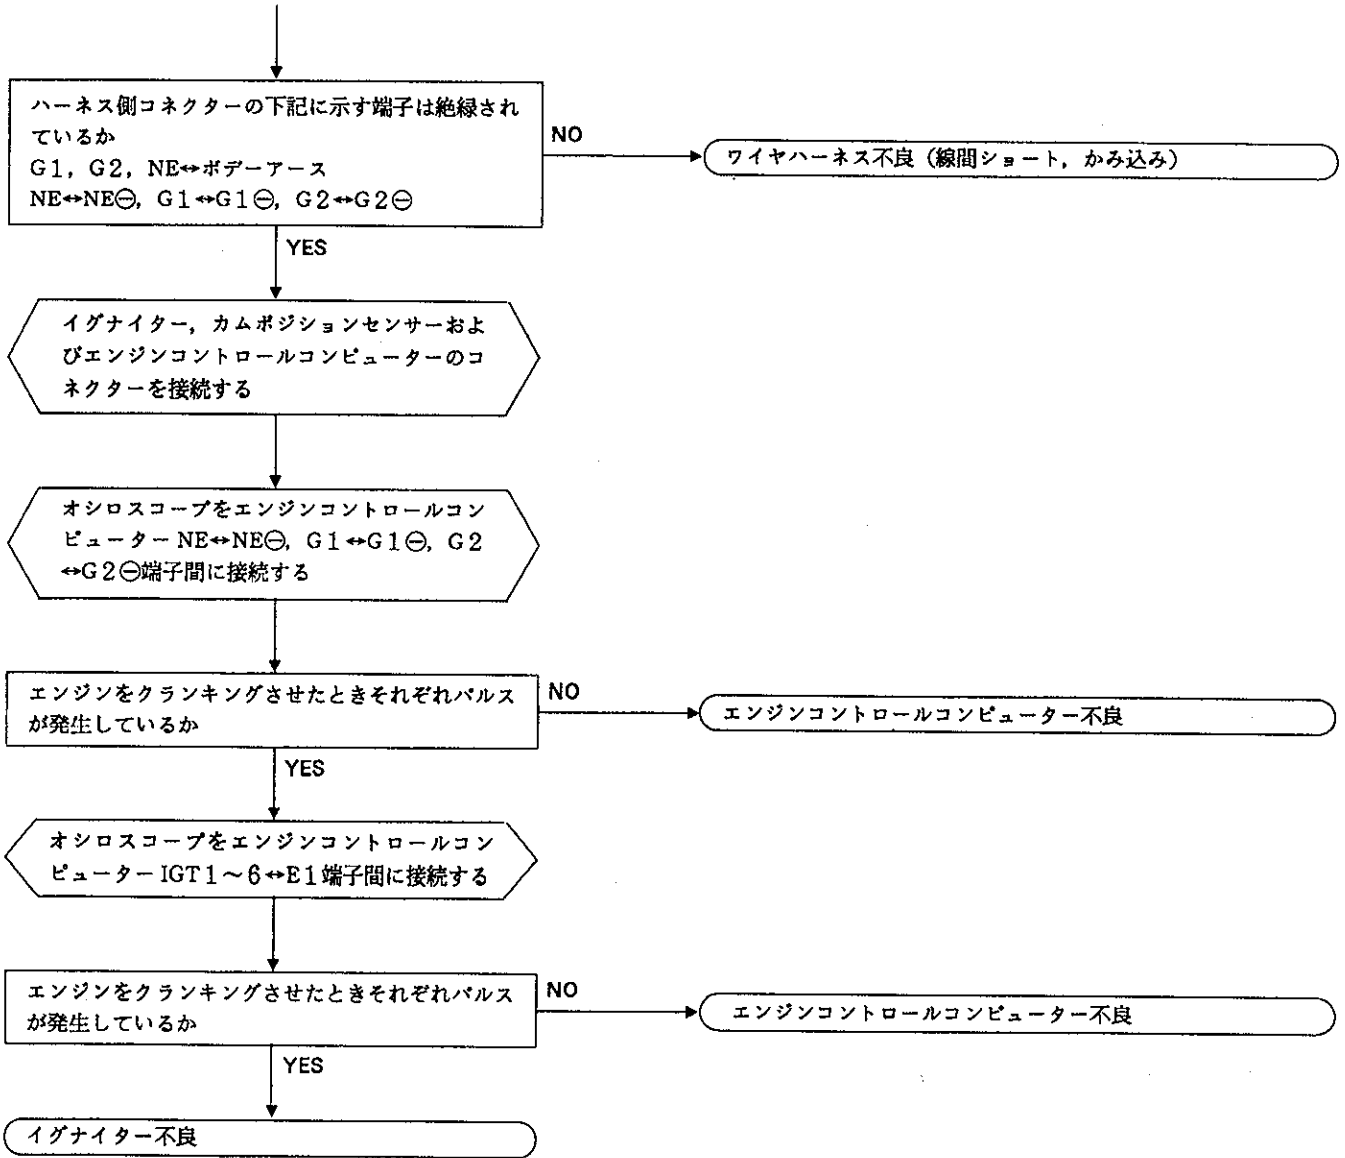 ハーネス側コネクターの下記に示す端子は絶縁され
ているか
G1, G2, NE↔ボデーアース
NE↔NE⊖, G1↔G1⊖, G2↔G2⊖
NO
ワイヤハーネス不良（線間ショート, かみ込み）
YES
イグナイター, カムポジションセンサーおよ
びエンジンコントロールコンピューターのコ
ネクターを接続する
オシロスコープをエンジンコントロールコン
ピューター NE↔NE⊖, G1↔G1⊖, G2
↔G2⊖端子間に接続する
エンジンをクランキングさせたときそれぞれパルス
が発生しているか
NO
エンジンコントロールコンピューター不良
YES
オシロスコープをエンジンコントロールコン
ピューター IGT1～6↔E1端子間に接続する
エンジンをクランキングさせたときそれぞれパルス
が発生しているか
NO
エンジンコントロールコンピューター不良
YES
イグナイター不良